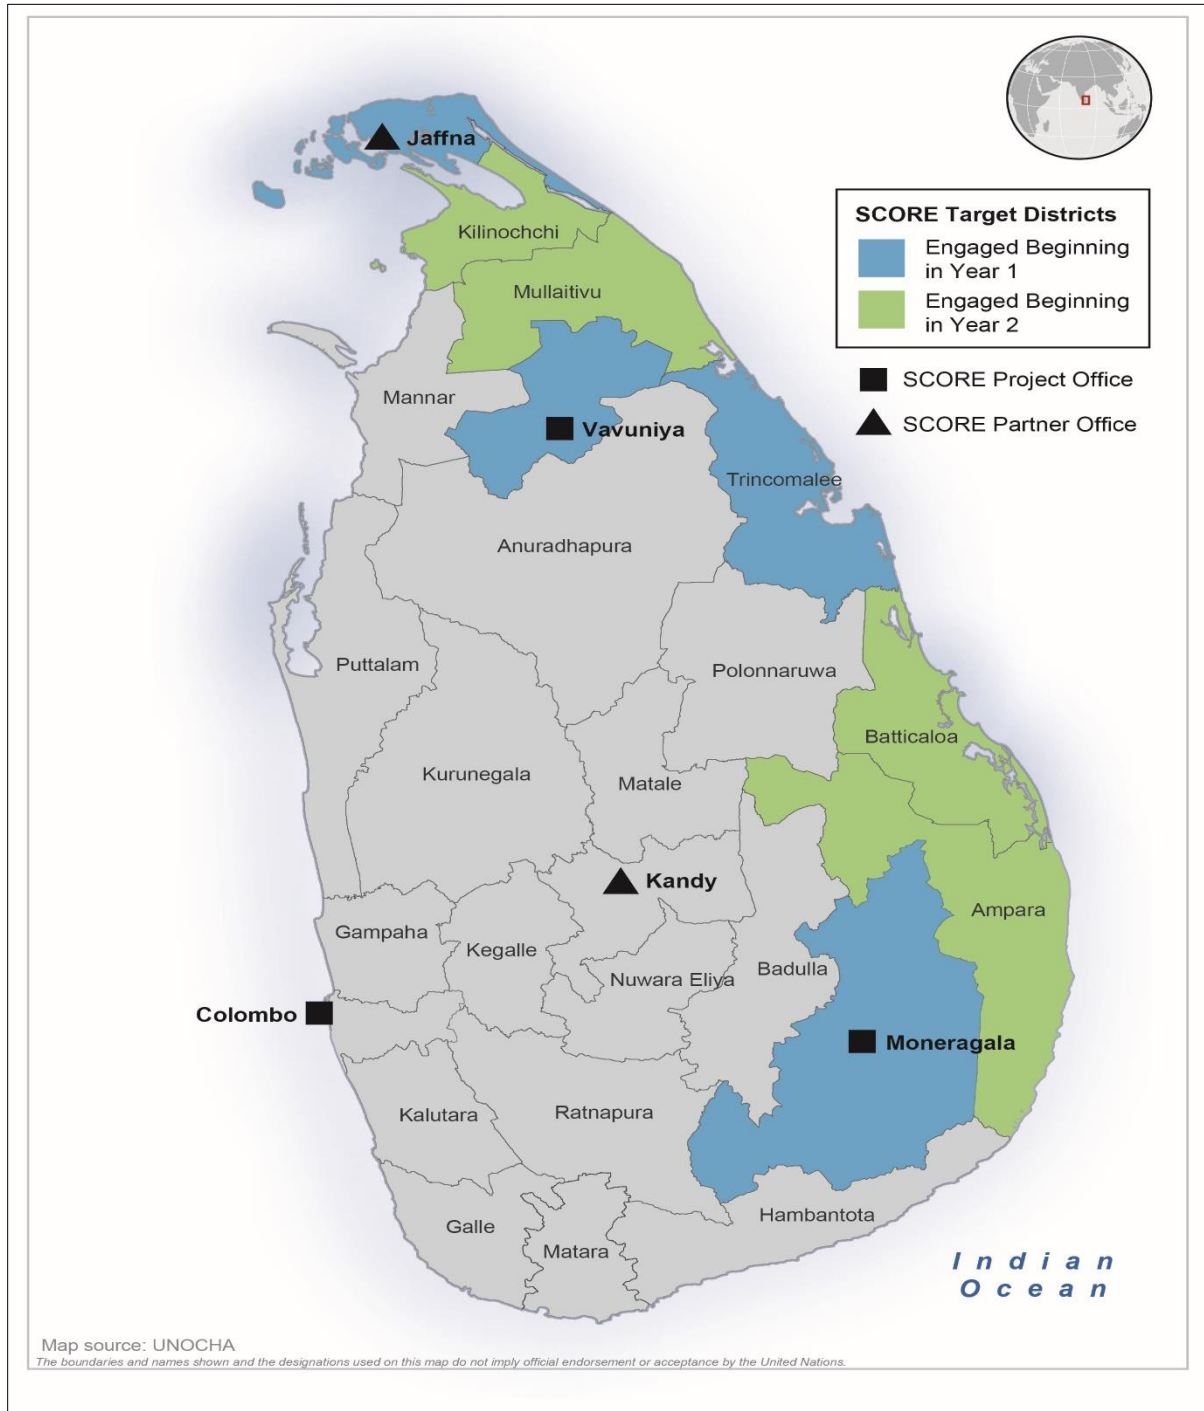 Jaffna
SCORE Target Districts
Engaged Beginning
in Year 1
Engaged Beginning
in Year 2
SCORE Project Office
SCORE Partner Office
Kilinochchi
Mullaitivu
Mannar
Vavuniya
Trincomalee
Anuradhapura
Puttalam
Polonnaruwa
Batticaloa
Kurunegala
Matale
Kandy
Ampara
Gampaha
Kegalle
Badulla
Nuwara Eliya
Colombo
Moneragala
Kalutara
Ratnapura
Hambantota
Galle
Matara
Indian
Ocean
Map source: UNOCHA
The boundaries and names shown and the designations used on this map do not imply official endorsement or acceptance by the United Nations.